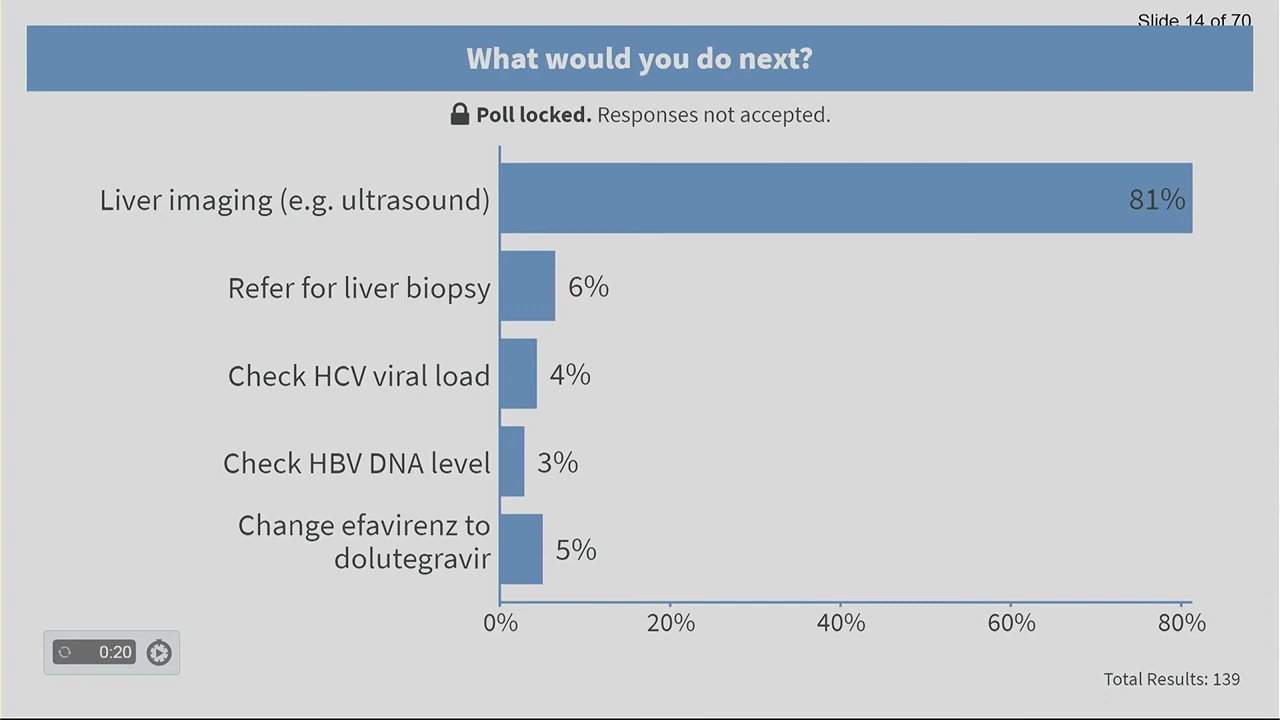 Slide 14 of 70
What would you do next?
Poll locked. Responses not accepted.
Liver imaging (e.g. ultrasound)
81%
Refer for liver biopsy
6%
Check HCV viral load
4%
Check HBV DNA level
3%
Change efavirenz to
dolutegravir
5%
0% 20% 40% 60% 80%
0:20
Total Results: 139